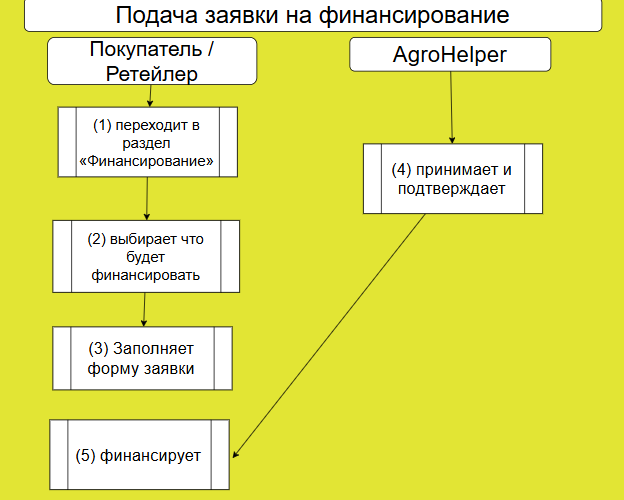 Подача заявки на финансирование
Покупатель /
Ретейлер
AgroHelper
(1) переходит в
раздел
«Финансирование»
(2) выбирает что
будет
финансировать
(3) Заполняет
форму заявки
(4) принимает и
подтверждает
(5) финансирует